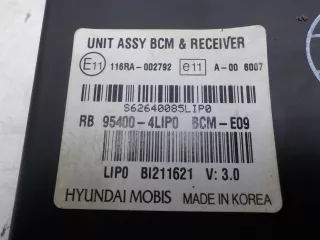 UNIT ASSY BCM & RECEIVER
E11 116RA-002792 e11 A-00 6007
S62640085LIP0
RB 95400-4LIP0 BCM-E09
LIP0 BI211621 V: 3.0
HYUNDAI MOBIS MADE IN KOREA